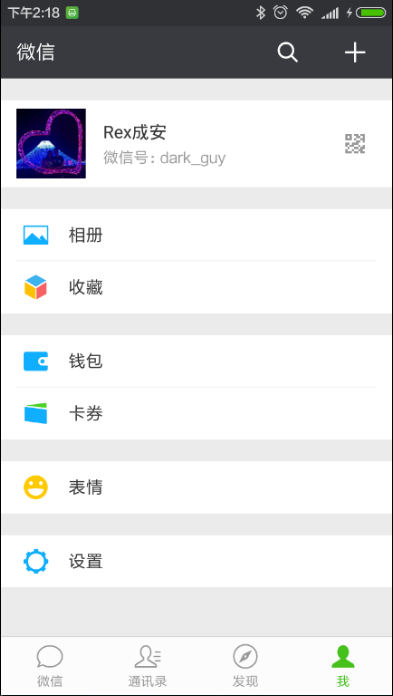 下午2:18
微信
Rex成安
微信号: dark_guy
相册
收藏
钱包
卡券
表情
设置
微信 通讯录 发现 我